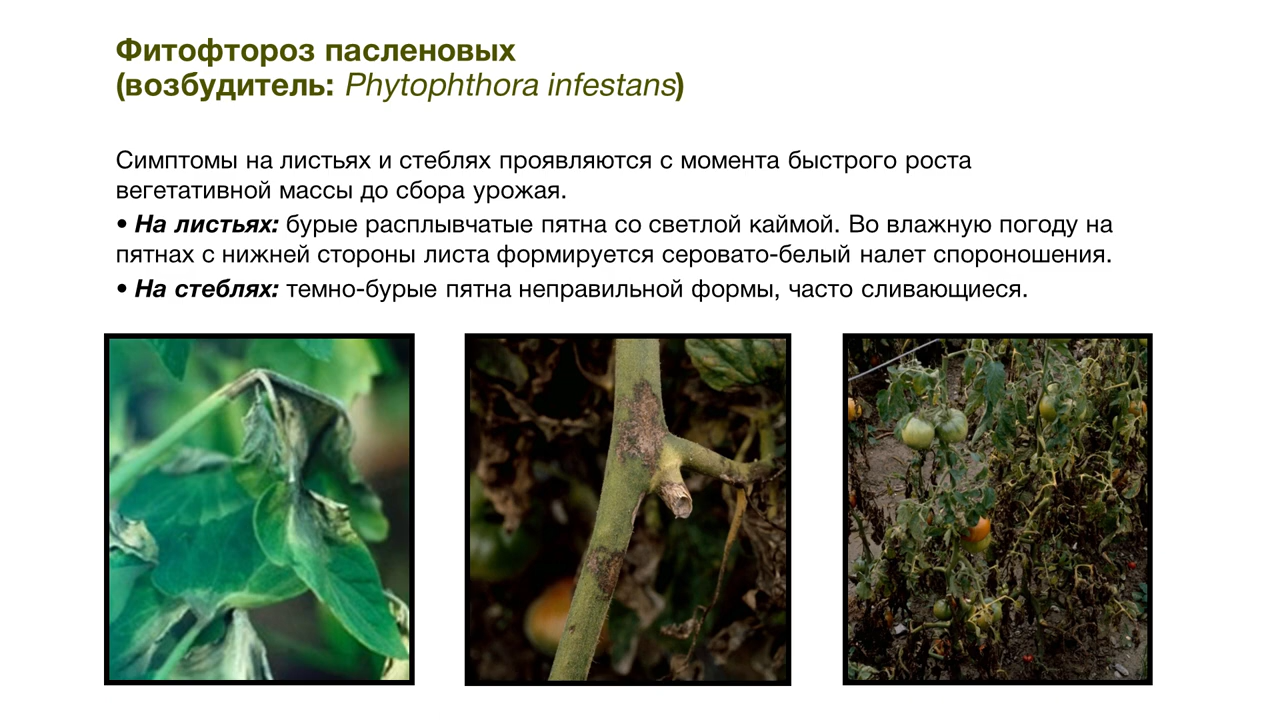 Фитофтороз пасленовых
(возбудитель: Phytophthora infestans)
Симптомы на листьях и стеблях проявляются с момента быстрого роста
вегетативной массы до сбора урожая.
• На листьях: бурые расплывчатые пятна со светлой каймой. Во влажную погоду на
пятнах с нижней стороны листа формируется серовато-белый налет спороношения.
• На стеблях: темно-бурые пятна неправильной формы, часто сливающиеся.